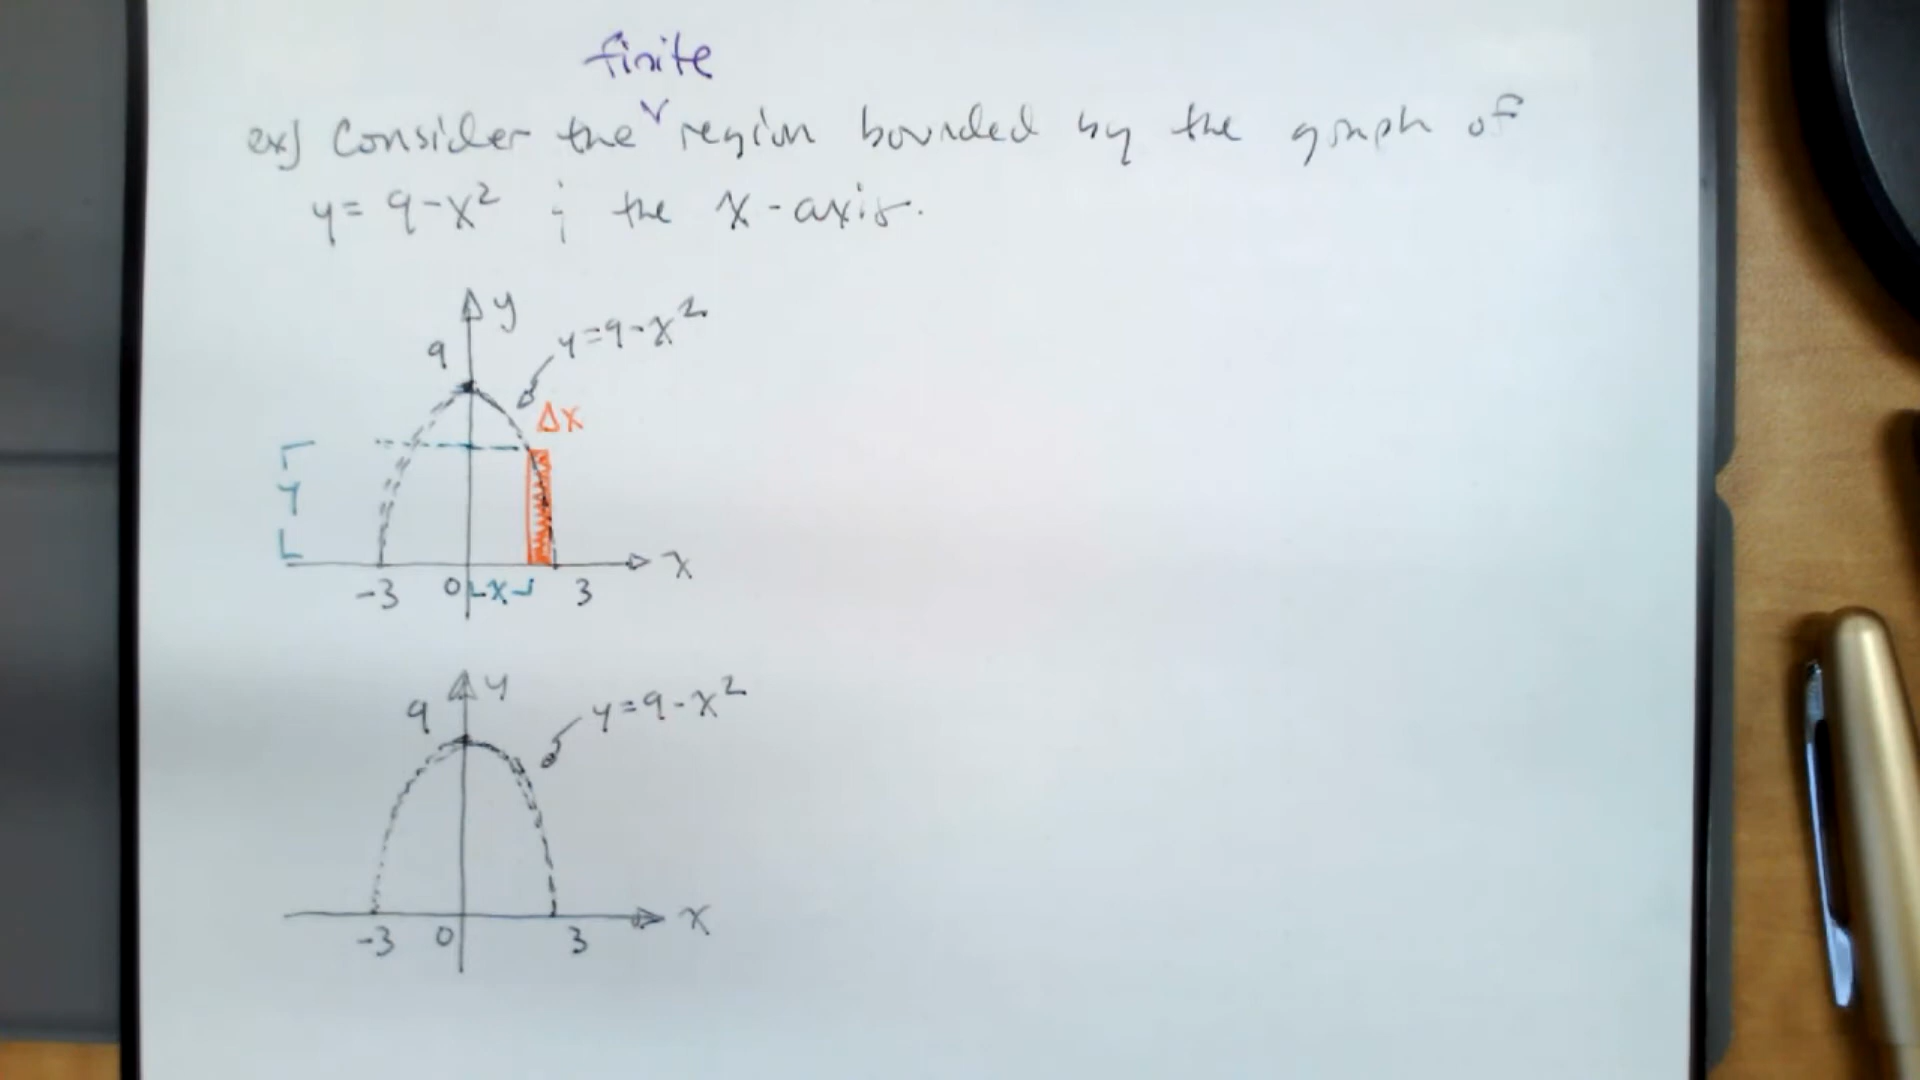 finite
ex) Consider the ˅ region bounded by the graph of
y = 9-x² ; the x-axis.
y
9
y=9-x²
Δx
y
x
-3 0 x 3
y
9
y=9-x²
x
-3 0 3